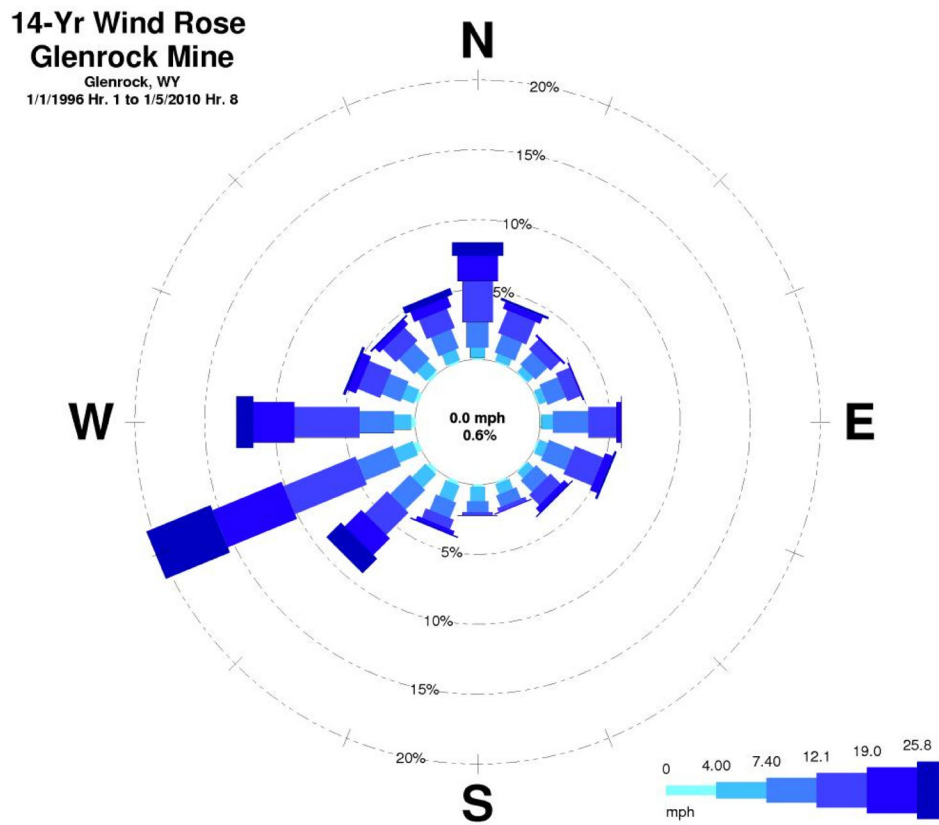 14-Yr Wind Rose
Glenrock Mine
Glenrock, WY
1/1/1996 Hr. 1 to 1/5/2010 Hr. 8
N
20%
15%
10%
5%
W
0.0 mph
0.6%
E
5%
10%
15%
20%
S
0 4.00 7.40 12.1 19.0 25.8
mph